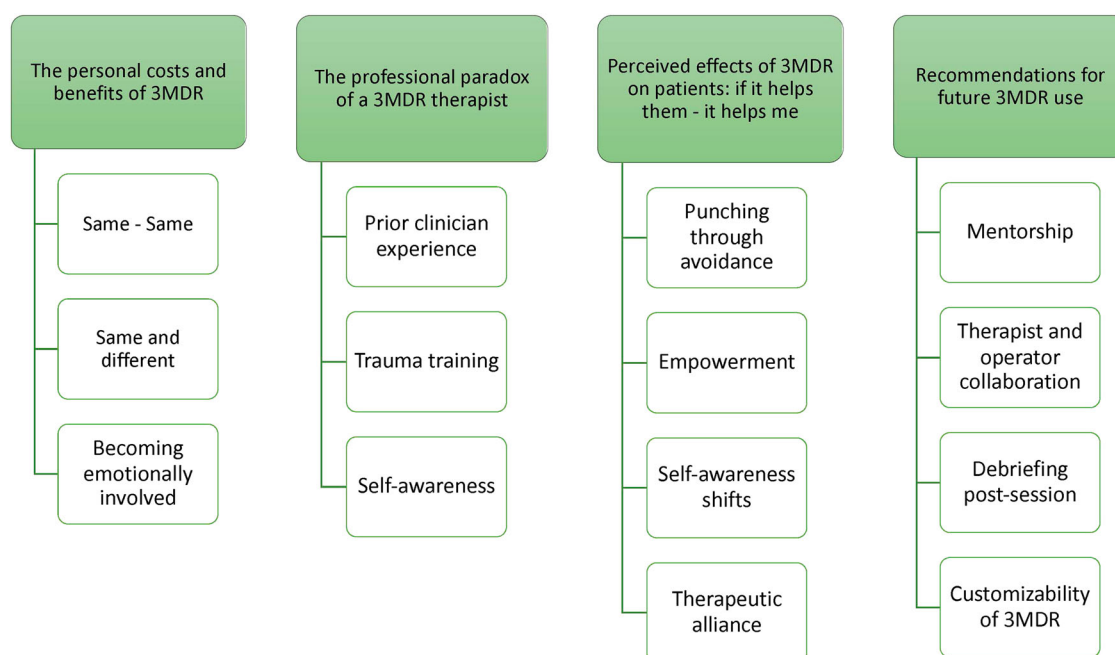 The personal costs and
benefits of 3MDR
Same - Same
Same and
different
Becoming
emotionally
involved
The professional paradox
of a 3MDR therapist
Prior clinician
experience
Trauma training
Self-awareness
Perceived effects of 3MDR
on patients: if it helps
them - it helps me
Punching
through
avoidance
Empowerment
Self-awareness
shifts
Therapeutic
alliance
Recommendations for
future 3MDR use
Mentorship
Therapist and
operator
collaboration
Debriefing
post-session
Customizability
of 3MDR